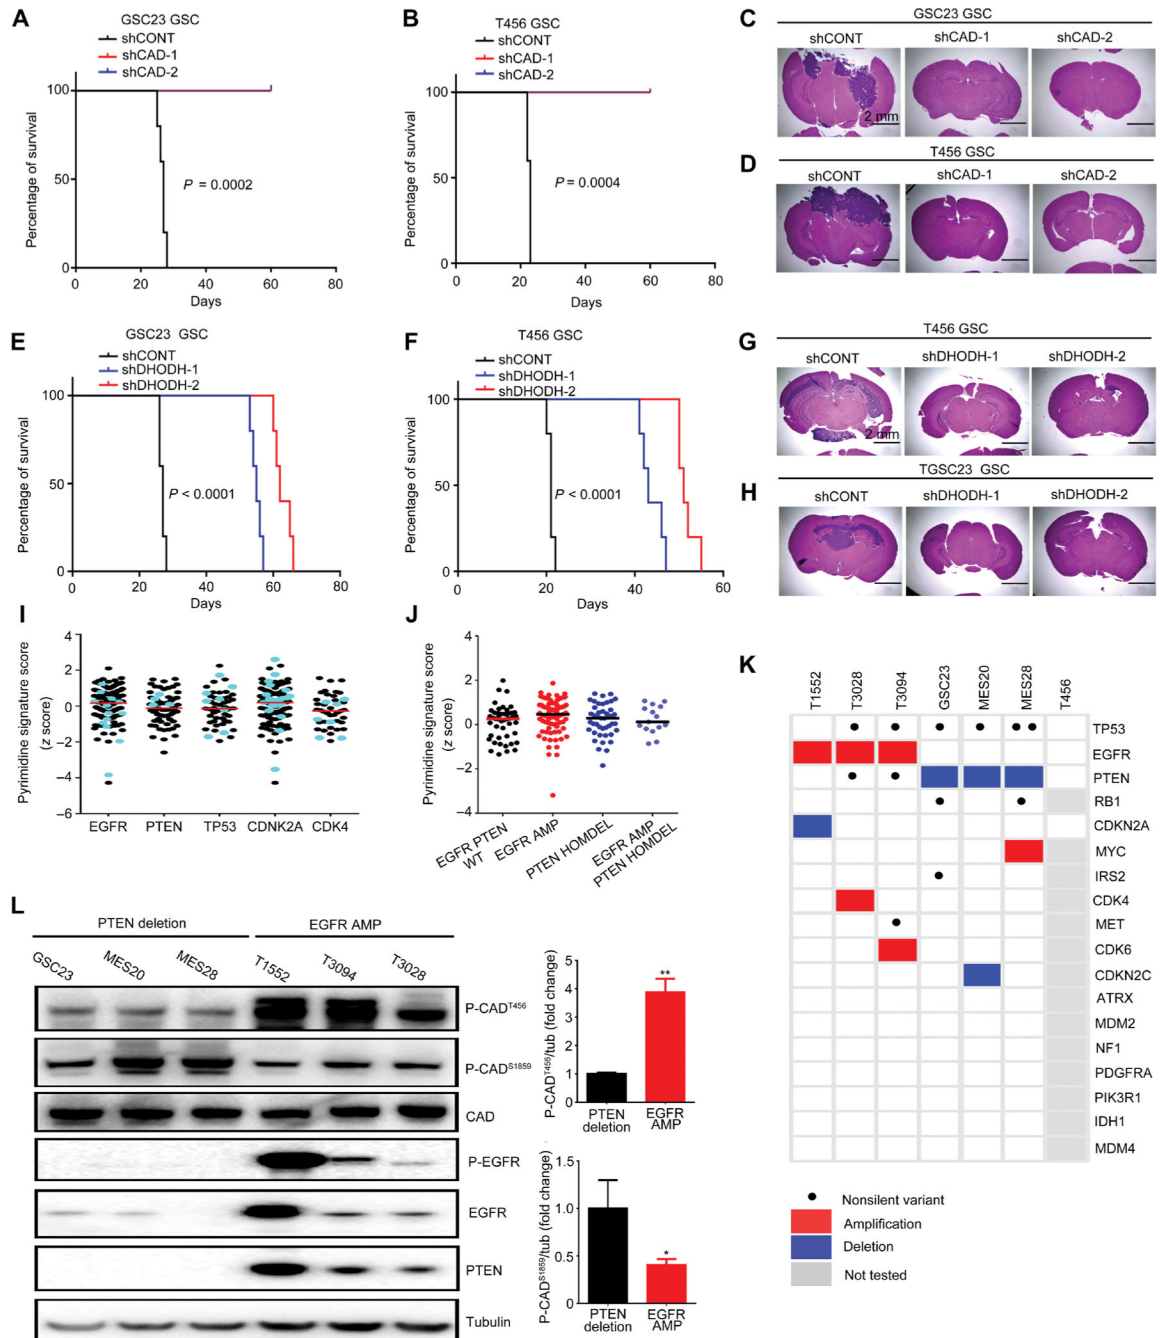 A
GSC23 GSC
shCONT
shCAD-1
shCAD-2
Percentage of survival
100
50
0
P = 0.0002
0 20 40 60 80
Days
B
T456 GSC
shCONT
shCAD-1
shCAD-2
Percentage of survival
100
50
0
P = 0.0004
0 20 40 60 80
Days
C
GSC23 GSC
shCONT shCAD-1 shCAD-2
2 mm
D
T456 GSC
shCONT shCAD-1 shCAD-2
E
GSC23 GSC
shCONT
shDHODH-1
shDHODH-2
Percentage of survival
100
50
0
P < 0.0001
0 20 40 60 80
Days
F
T456 GSC
shCONT
shDHODH-1
shDHODH-2
Percentage of survival
100
50
0
P < 0.0001
0 20 40 60
Days
G
T456 GSC
shCONT shDHODH-1 shDHODH-2
2 mm
H
TGSC23 GSC
shCONT shDHODH-1 shDHODH-2
I
Pyrimidine signature score
(z score)
4
2
0
−2
−4
−6
EGFR PTEN TP53 CDNK2A CDK4
J
Pyrimidine signature score
(z score)
4
2
0
−2
−4
EGFR PTEN
WT
EGFR AMP
PTEN HOMDEL
EGFR AMP
PTEN HOMDEL
K
T1552 T3028 T3094 GSC23 MES20 MES28 T456
TP53
EGFR
PTEN
RB1
CDKN2A
MYC
IRS2
CDK4
MET
CDK6
CDKN2C
ATRX
MDM2
NF1
PDGFRA
PIK3R1
IDH1
MDM4
Nonsilent variant
Amplification
Deletion
Not tested
L
PTEN deletion EGFR AMP
GSC23 MES20 MES28 T1552 T3094 T3028
P-CAD^T456
P-CAD^S1859
CAD
P-EGFR
EGFR
PTEN
Tubulin
P-CAD^T456/tub (fold change)
5
4
3
2
1
0
**
PTEN
deletion
EGFR
AMP
P-CAD^S1859/tub (fold change)
1.5
1.0
0.5
0
*
PTEN
deletion
EGFR
AMP